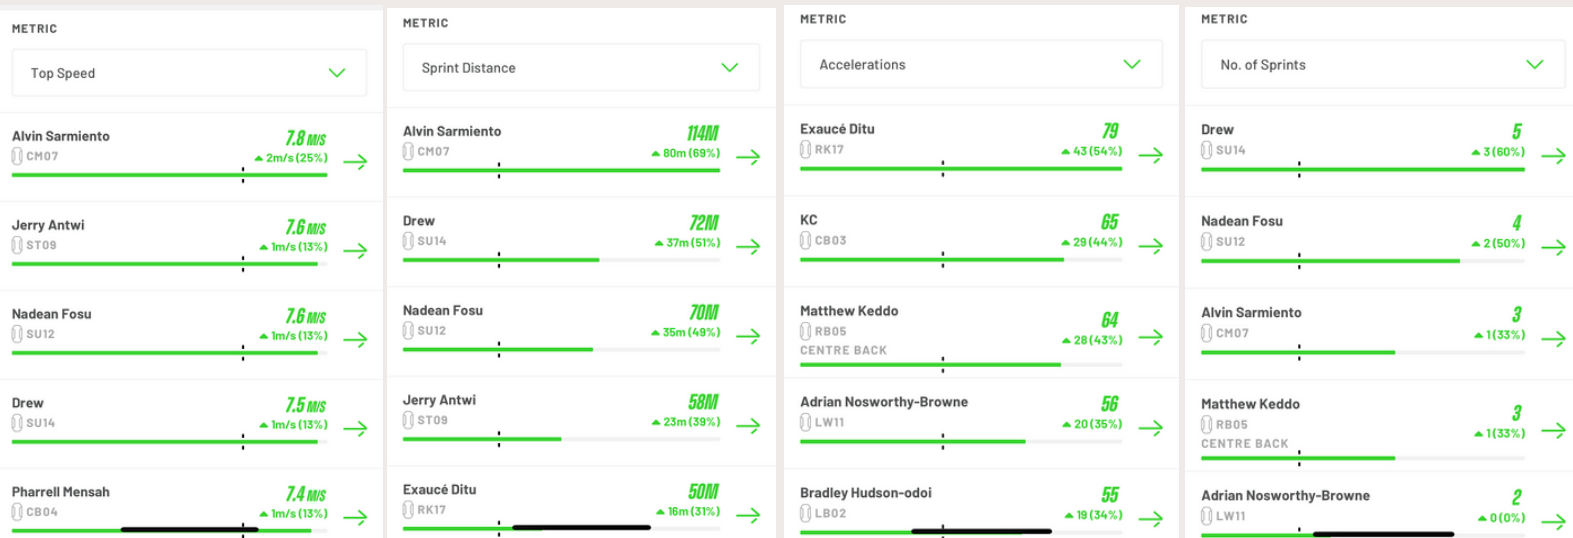 METRIC
Top Speed
Alvin Sarmiento
7.8 M/S
CM07
2m/s (25%)
Jerry Antwi
7.6 M/S
ST09
1m/s (13%)
Nadean Fosu
7.6 M/S
SU12
1m/s (13%)
Drew
7.5 M/S
SU14
1m/s (13%)
Pharrell Mensah
7.4 M/S
CB04
1m/s (13%)
METRIC
Sprint Distance
Alvin Sarmiento
114M
CM07
80m (69%)
Drew
72M
SU14
37m (51%)
Nadean Fosu
70M
SU12
35m (49%)
Jerry Antwi
58M
ST09
23m (39%)
Exaucé Ditu
50M
RK17
16m (31%)
METRIC
Accelerations
Exaucé Ditu
79
RK17
43 (54%)
KC
65
CB03
29 (44%)
Matthew Keddo
64
RB05
28 (43%)
CENTRE BACK
Adrian Nosworthy-Browne
56
LW11
20 (35%)
Bradley Hudson-odoi
55
LB02
19 (34%)
METRIC
No. of Sprints
Drew
5
SU14
3 (60%)
Nadean Fosu
4
SU12
2 (50%)
Alvin Sarmiento
3
CM07
1 (33%)
Matthew Keddo
3
RB05
1 (33%)
CENTRE BACK
Adrian Nosworthy-Browne
2
LW11
0 (0%)